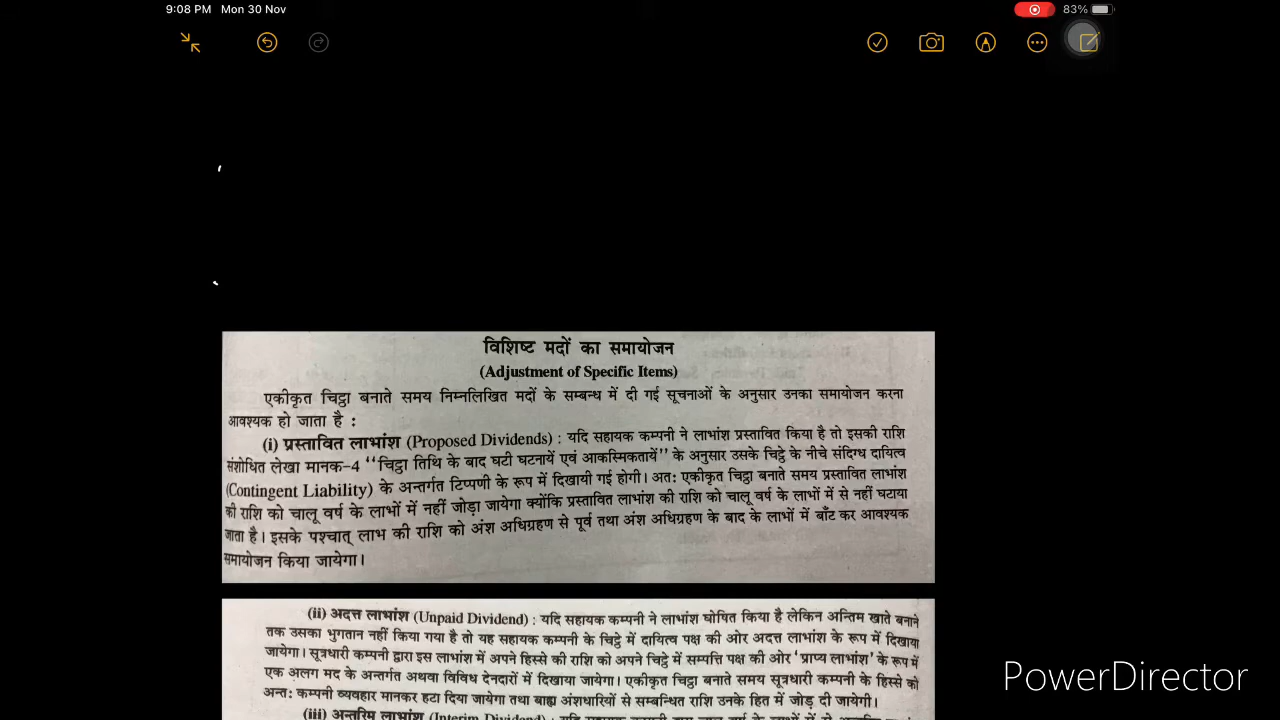 9:08 PM Mon 30 Nov
83%
विशिष्ट मदों का समायोजन
(Adjustment of Specific Items)
एकीकृत चिट्ठा बनाते समय निम्नलिखित मदों के सम्बन्ध में दी गई सूचनाओं के अनुसार उनका समायोजन करना
आवश्यक हो जाता है :
(i) प्रस्तावित लाभांश (Proposed Dividends) : यदि सहायक कम्पनी ने लाभांश प्रस्तावित किया है तो इसकी राशि
संशोधित लेखा मानक-4 “चिट्ठा तिथि के बाद घटी घटनायें एवं आकस्मिकतायें” के अनुसार उसके चिट्ठे के नीचे संदिग्ध दायित्व
(Contingent Liability) के अन्तर्गत टिप्पणी के रूप में दिखायी गई होगी। अतः एकीकृत चिट्ठा बनाते समय प्रस्तावित लाभांश
की राशि को चालू वर्ष के लाभों में नहीं जोड़ा जायेगा क्योंकि प्रस्तावित लाभांश की राशि को चालू वर्ष के लाभों में से नहीं घटाया
जाता है। इसके पश्चात् लाभ की राशि को अंश अधिग्रहण से पूर्व तथा अंश अधिग्रहण के बाद के लाभों में बाँट कर आवश्यक
समायोजन किया जायेगा।
(ii) अदत्त लाभांश (Unpaid Dividend) : यदि सहायक कम्पनी ने लाभांश घोषित किया है लेकिन अन्तिम खाते बनाने
तक उसका भुगतान नहीं किया गया है तो यह सहायक कम्पनी के चिट्ठे में दायित्व पक्ष की ओर अदत्त लाभांश के रूप में दिखाया
जायेगा। सूत्रधारी कम्पनी द्वारा इस लाभांश में अपने हिस्से की राशि को अपने चिट्ठे में सम्पत्ति पक्ष की ओर ‘प्राप्य लाभांश’ के रूप में
एक अलग मद के अन्तर्गत अथवा विविध देनदारों में दिखाया जायेगा। एकीकृत चिट्ठा बनाते समय सूत्रधारी कम्पनी के हिस्से को
अन्तः कम्पनी व्यवहार मानकर हटा दिया जायेगा तथा बाह्य अंशधारियों से सम्बन्धित राशि उनके हित में जोड़ दी जायेगी।
(iii) अन्तरिम लाभांश (Interim Dividend) : यदि
PowerDirector